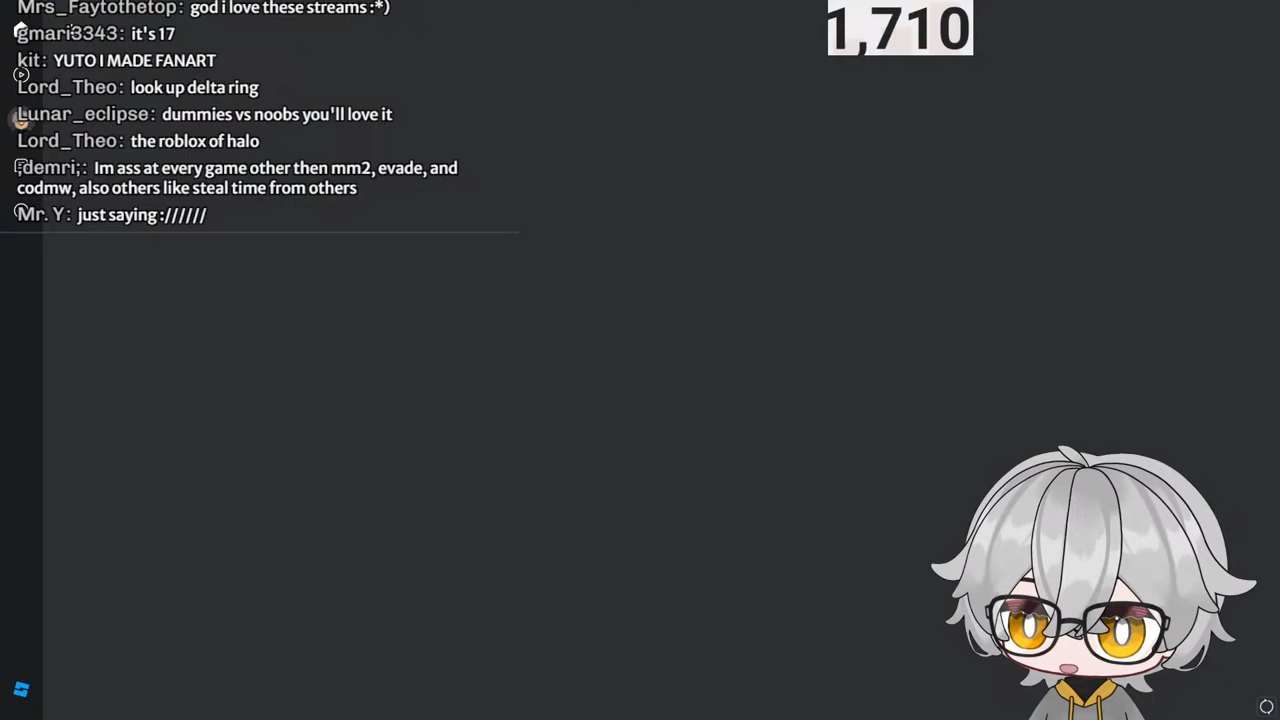 Mrs_Faytothetop: god i love these streams :*)
1,710
gmari3343: it's 17
kit: YUTO I MADE FANART
Lord_Theo: look up delta ring
Lunar_eclipse: dummies vs noobs you'll love it
Lord_Theo: the roblox of halo
;demri;: Im ass at every game other then mm2, evade, and
codmw, also others like steal time from others
Mr. Y: just saying ://////